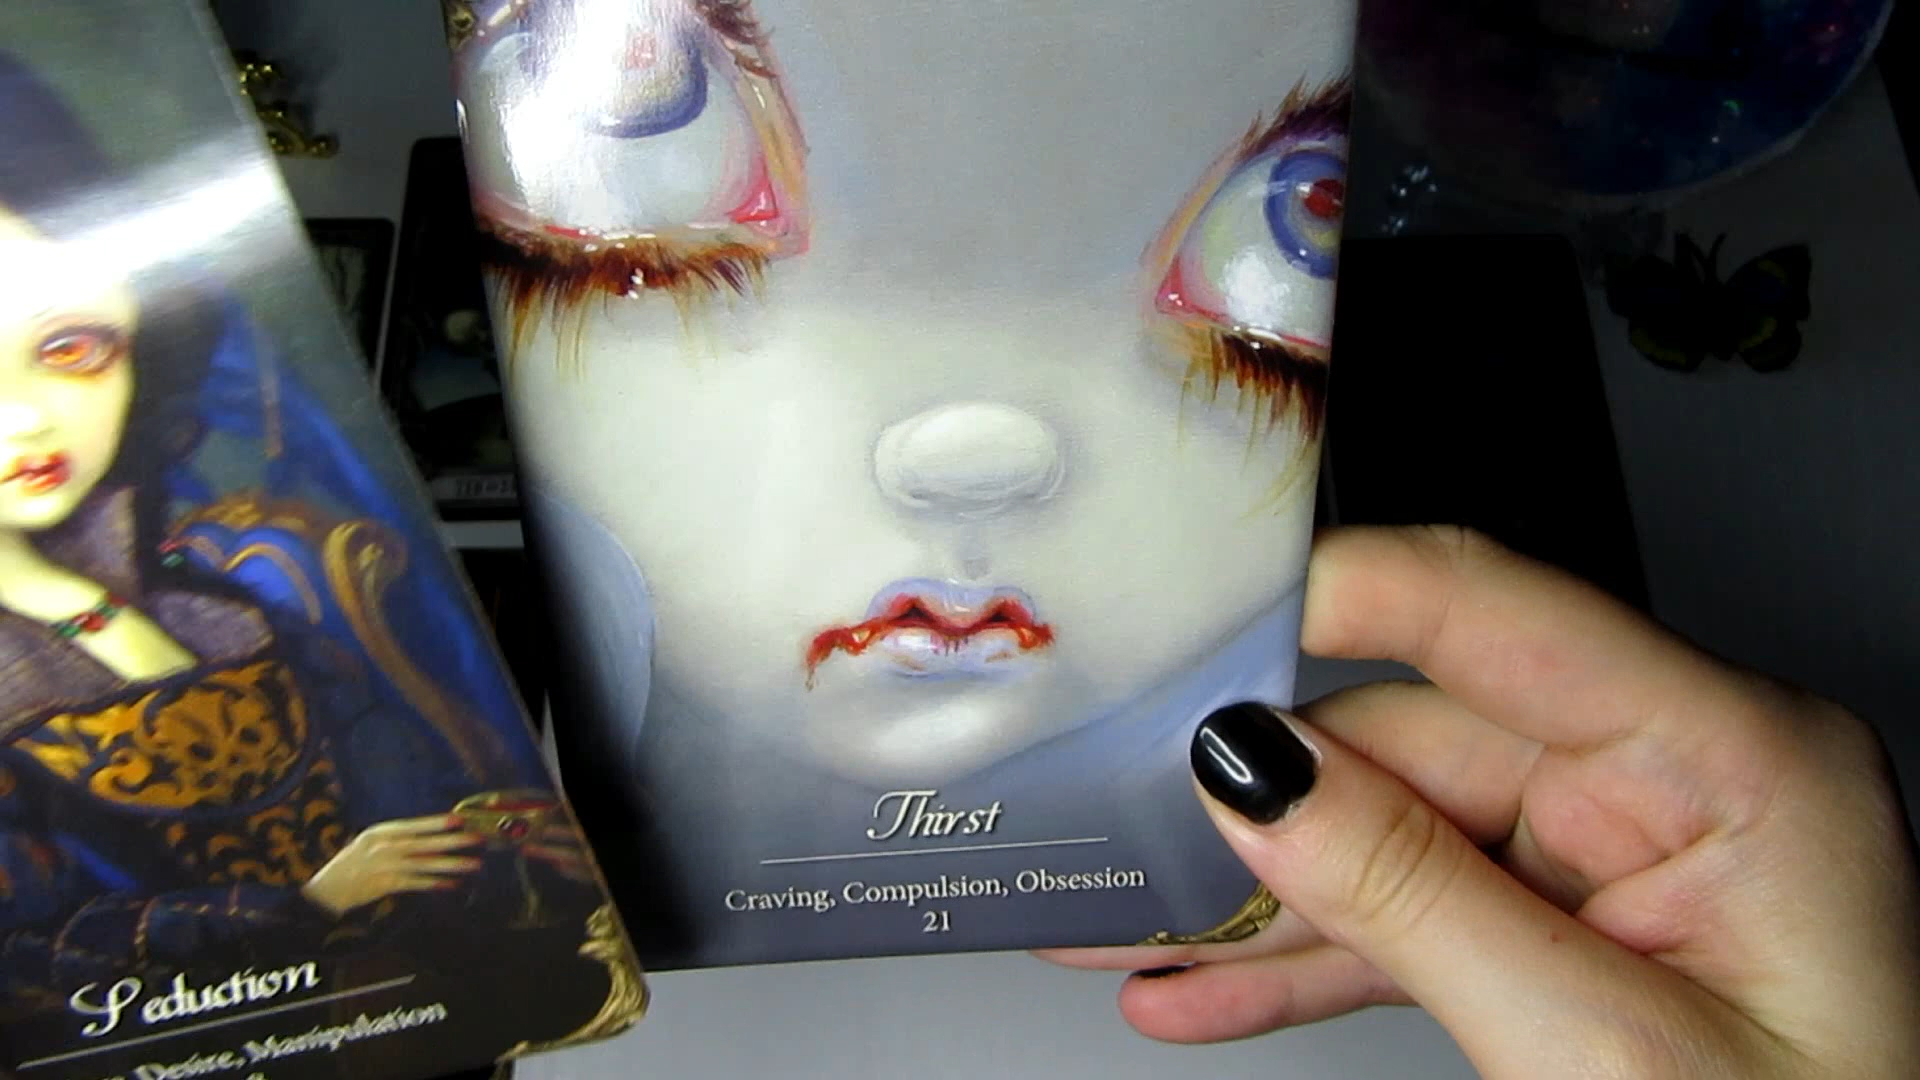 Thirst
Craving, Compulsion, Obsession
21
Seduction
Desire, Manipulation